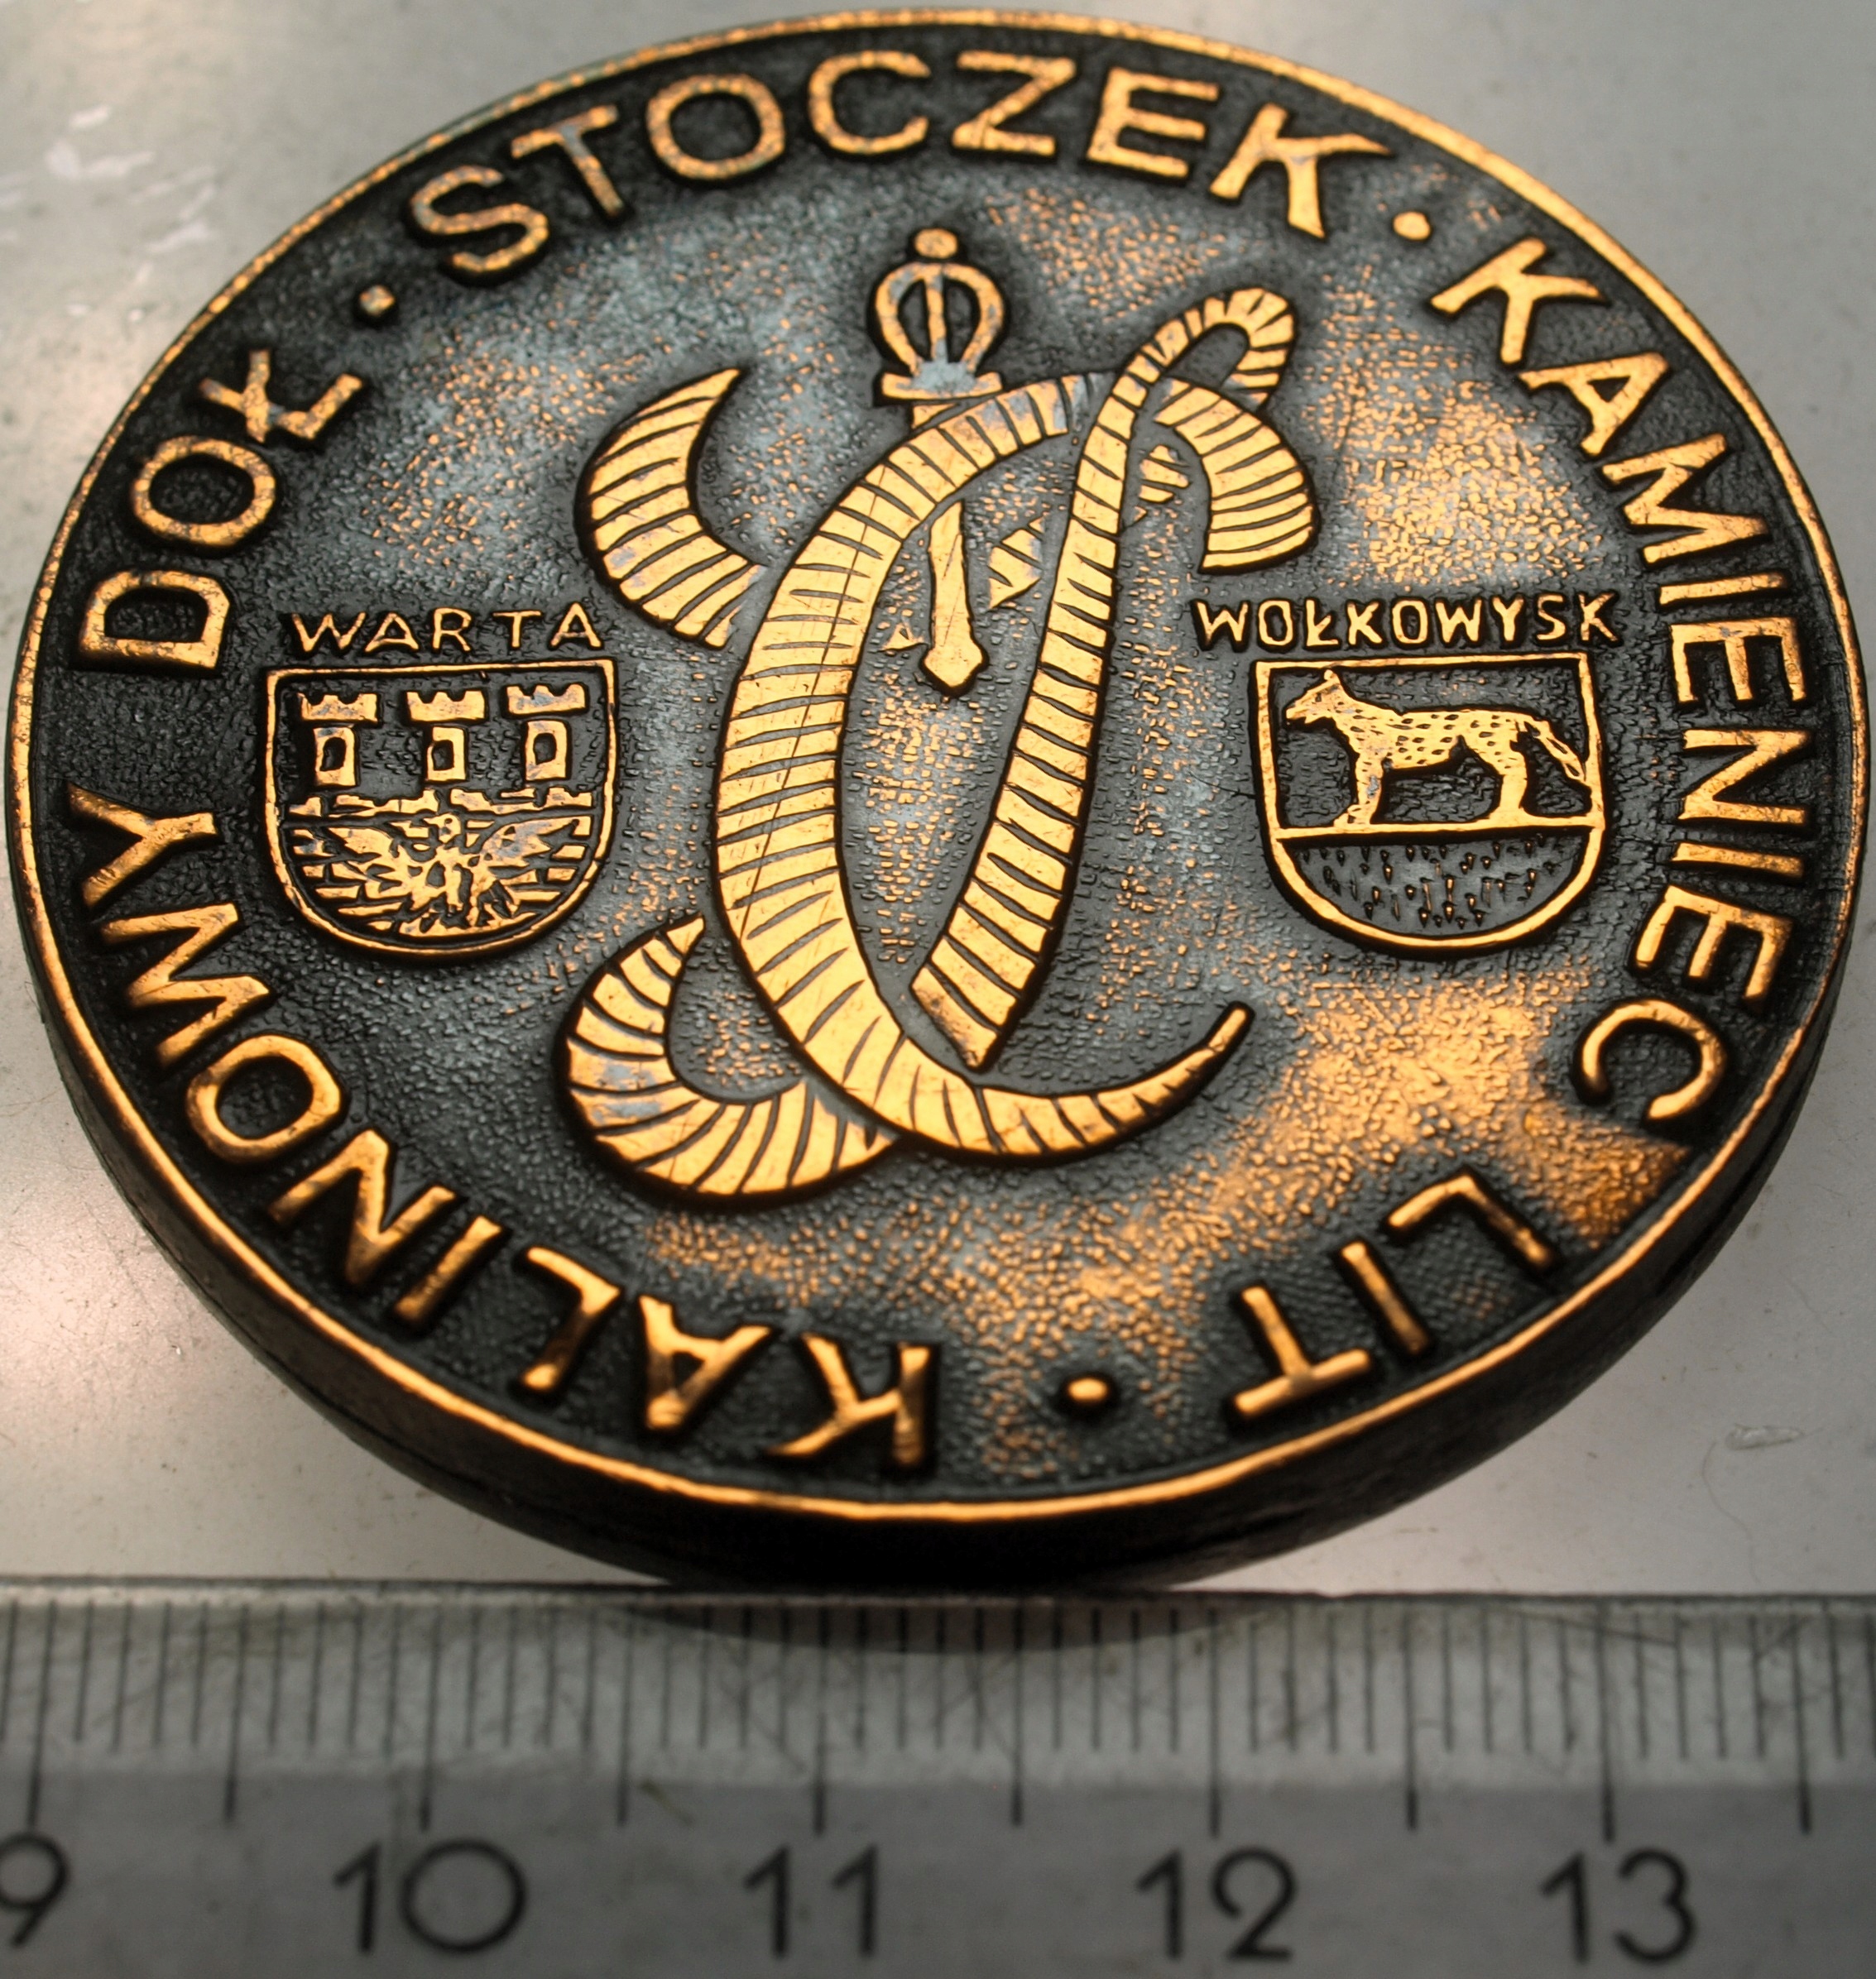 KALINOWY DOŁ · STOCZEK · KAMIENIEC LIT ·
WARTA
WOŁKOWYSK
9 10 11 12 13